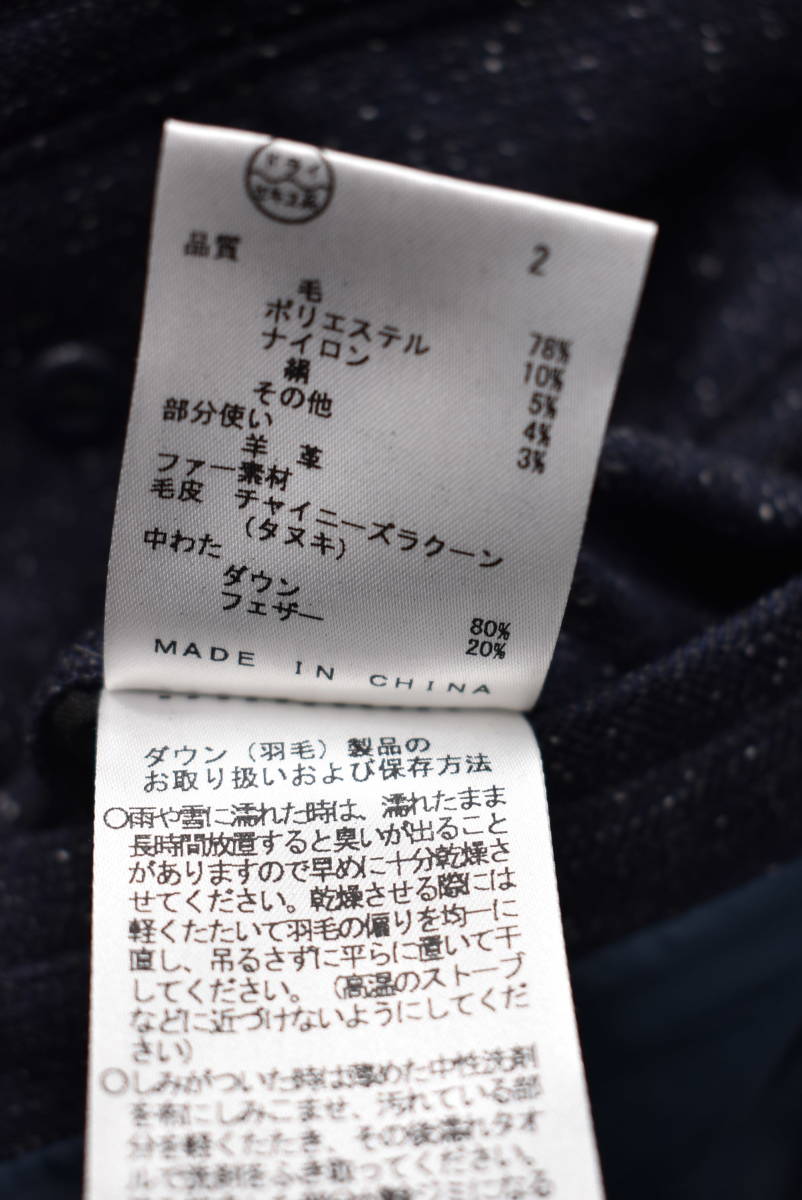 ドライ
セキユ系
品質 2
毛 78%
ポリエステル 10%
ナイロン 5%
絹 4%
その他 3%
部分使い
羊 革
ファー素材
毛皮 チャイニーズラクーン
(タヌキ)
中わた
ダウン 80%
フェザー 20%
MADE IN CHINA
ダウン(羽毛)製品の
お取り扱いおよび保存方法
○雨や雪に濡れた時は、濡れたまま
長時間放置すると臭いが出ること
がありますので早めに十分乾燥さ
せてください。乾燥させる際には
軽くたたいて羽毛の偏りを均一に
直し、吊るさずに平らに置いて干
してください。(高温のストーブ
などに近づけないようにしてくだ
さい)
○しみがついた時は薄めた中性洗剤
を布にしみこませ、汚れている部
分を軽くたたき、その後濡れタオ
ルで洗剤をふき取ってください。